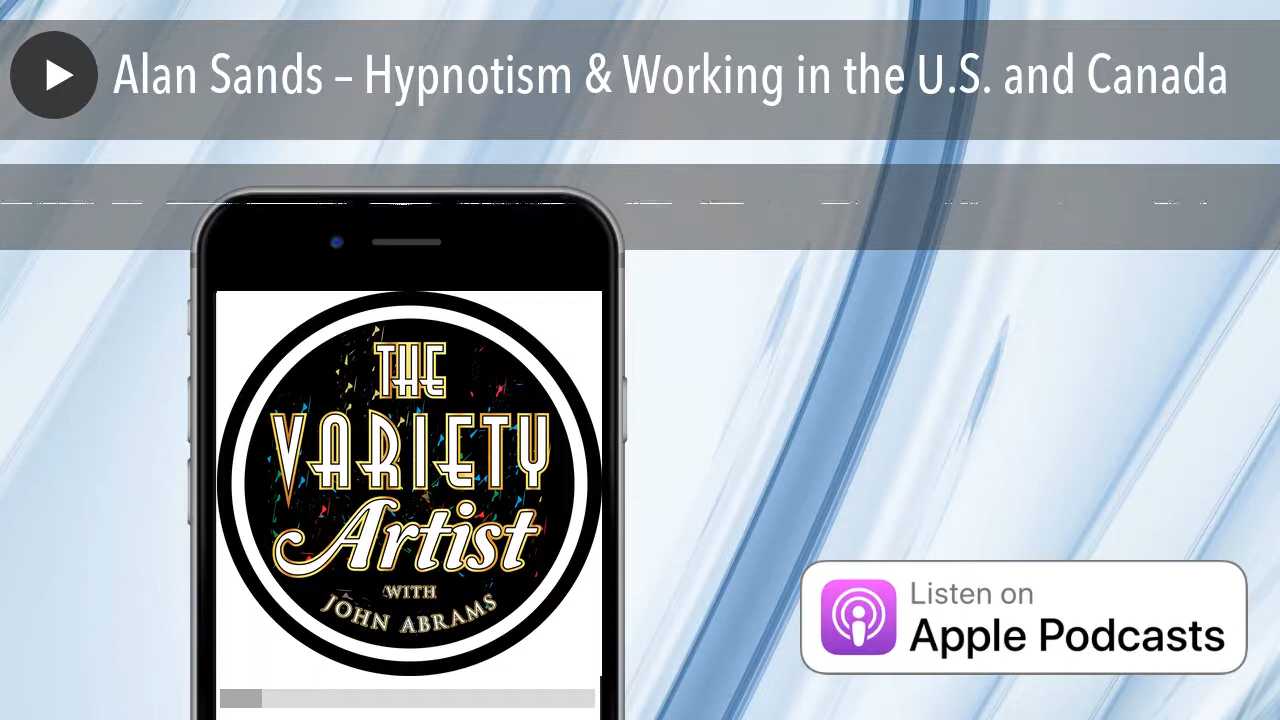 Alan Sands – Hypnotism & Working in the U.S. and Canada
THE
VARIETY
Artist
WITH
JOHN ABRAMS
Listen on
Apple Podcasts